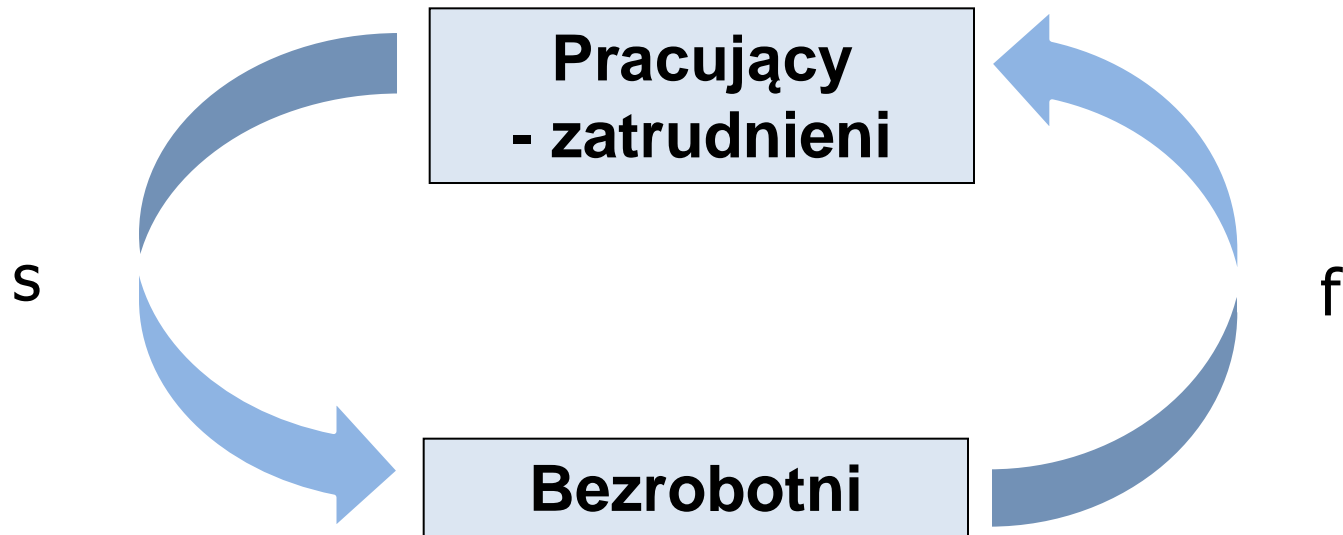 Pracujący
- zatrudnieni
s
f
Bezrobotni